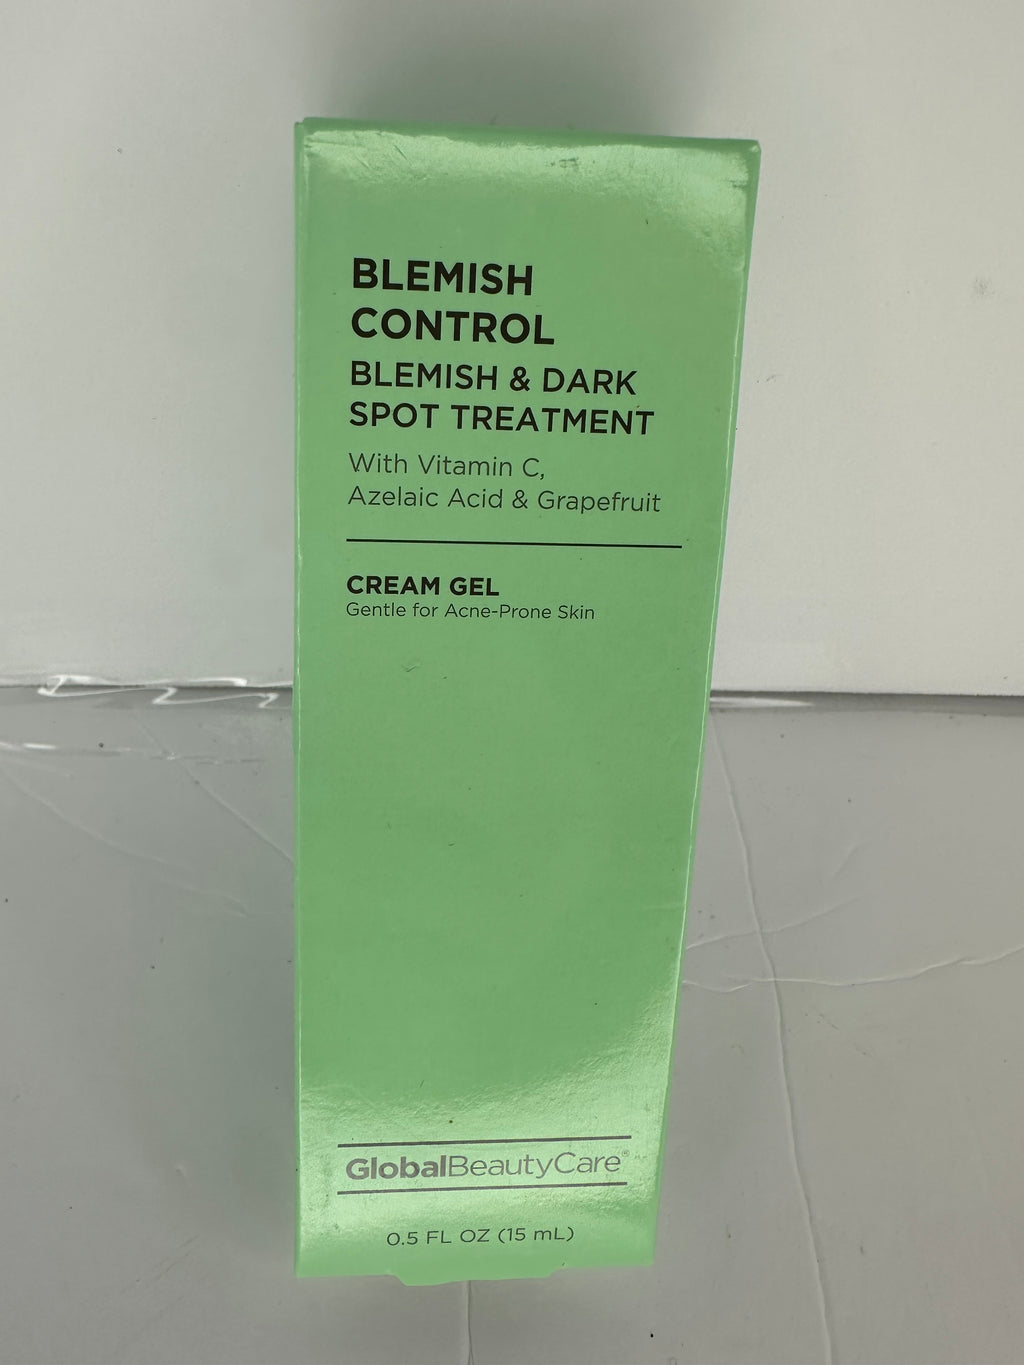 BLEMISH
CONTROL
BLEMISH & DARK
SPOT TREATMENT
With Vitamin C,
Azelaic Acid & Grapefruit
CREAM GEL
Gentle for Acne-Prone Skin
GlobalBeautyCare®
0.5 FL OZ (15 mL)